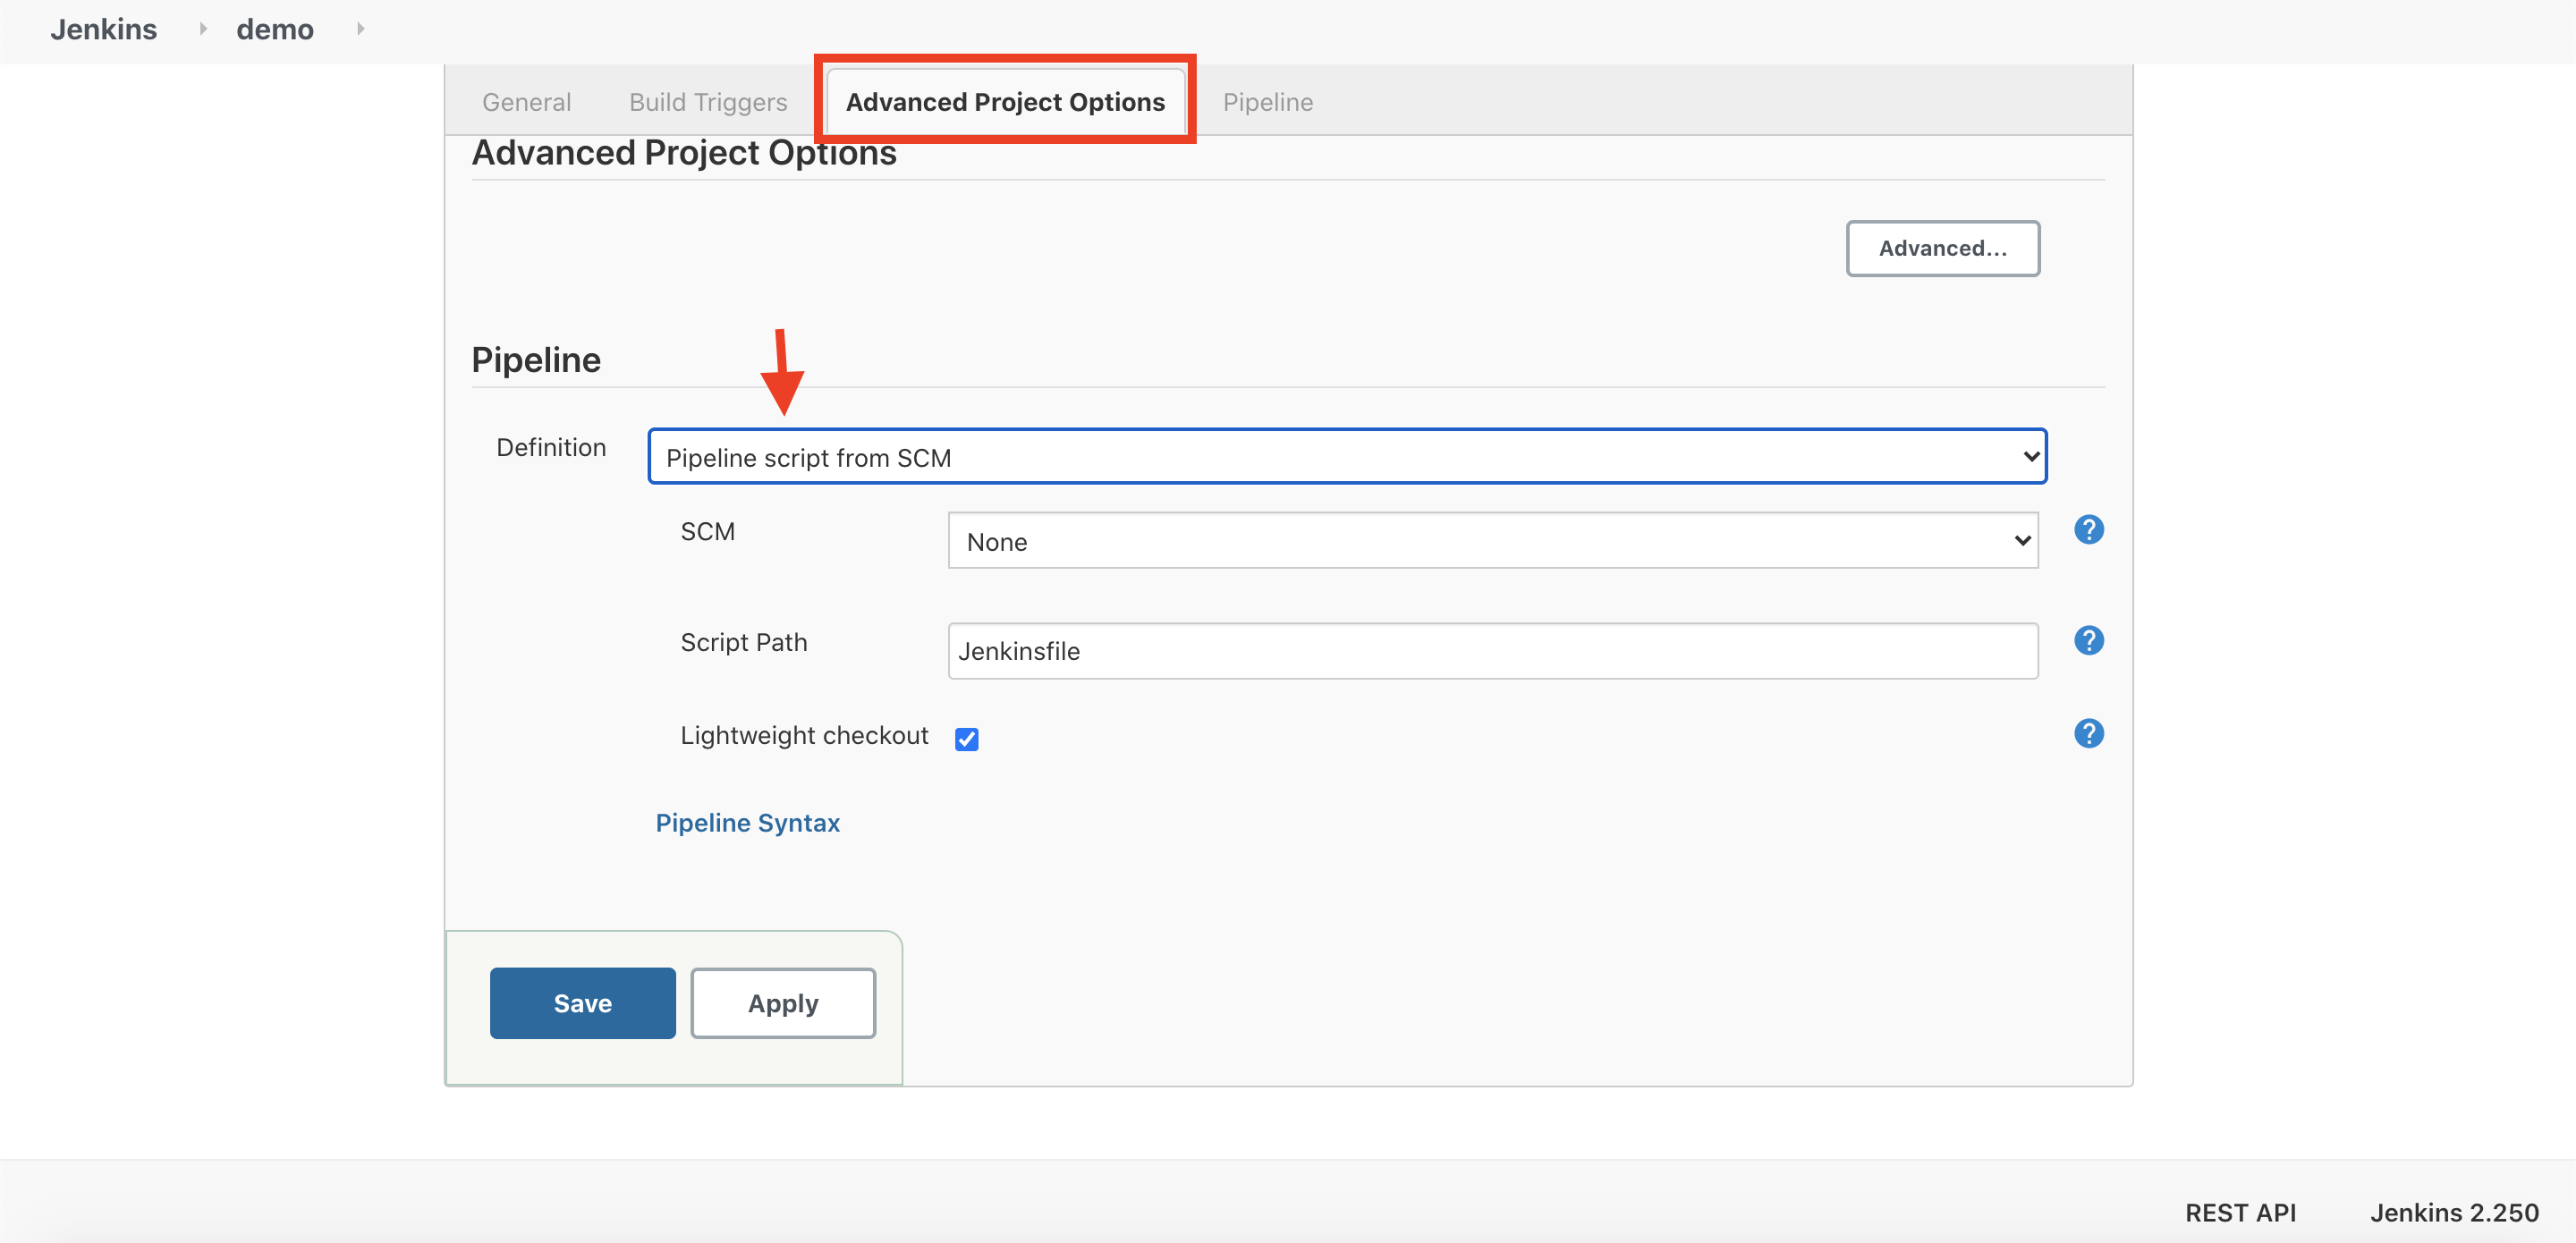 Jenkins demo
General Build Triggers Advanced Project Options Pipeline
Advanced Project Options
Advanced...
Pipeline
Definition Pipeline script from SCM
SCM None ?
Script Path Jenkinsfile ?
Lightweight checkout ?
Pipeline Syntax
Save Apply
REST API Jenkins 2.250